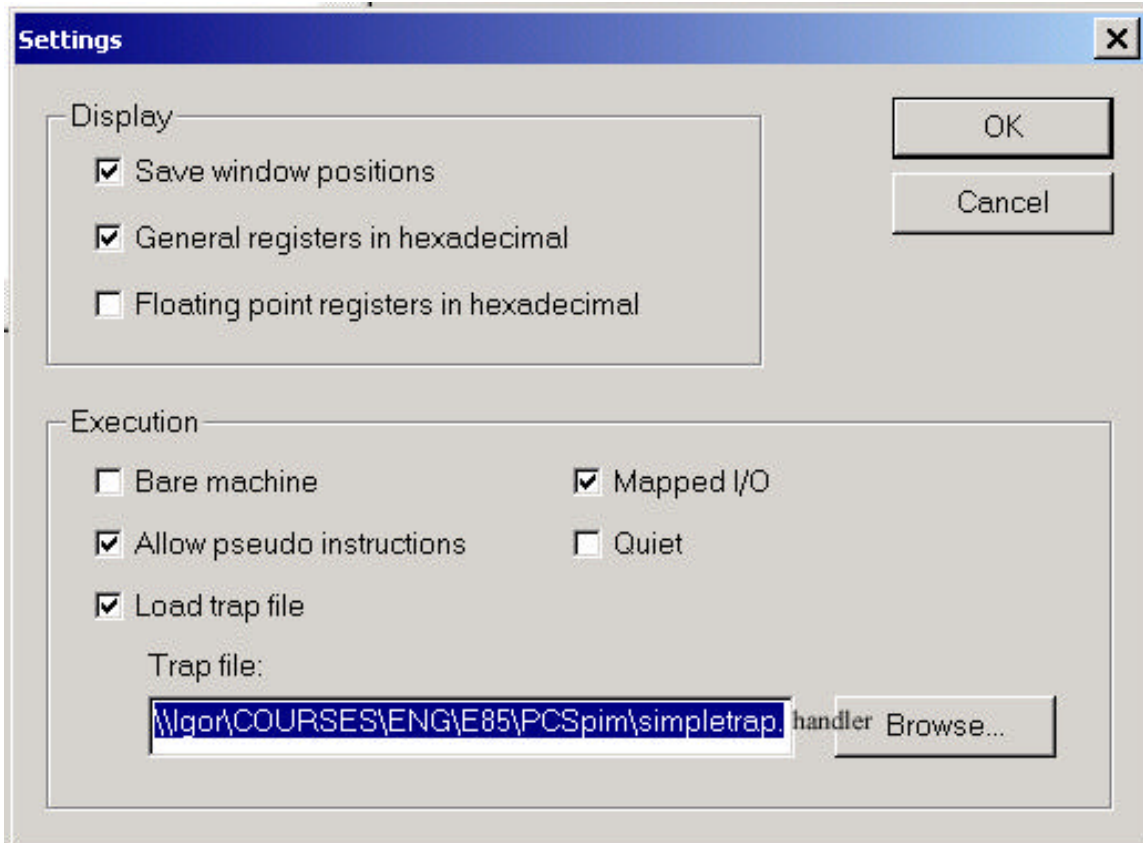 Settings
Display
OK
Save window positions
Cancel
General registers in hexadecimal
Floating point registers in hexadecimal
Execution
Bare machine
Mapped I/O
Allow pseudo instructions
Quiet
Load trap file
Trap file:
\\Igor\COURSES\ENG\E85\PCSpim\simpletrap. handler
Browse...